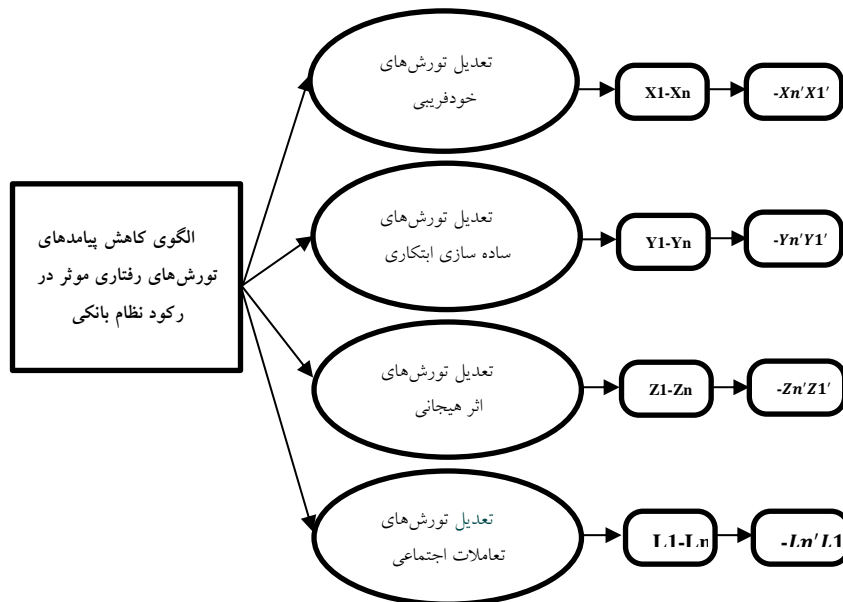 الگوی کاهش پیامدهای
تورش‌های رفتاری موثر در
رکود نظام بانکی
تعدیل تورش‌های
خودفریبی
X1-Xn
-Xn′X1′
تعدیل تورش‌های
ساده سازی ابتکاری
Y1-Yn
-Yn′Y1′
تعدیل تورش‌های
اثر هیجانی
Z1-Zn
-Zn′Z1′
تعدیل تورش‌های
تعاملات اجتماعی
L1-Ln
-Ln′L1